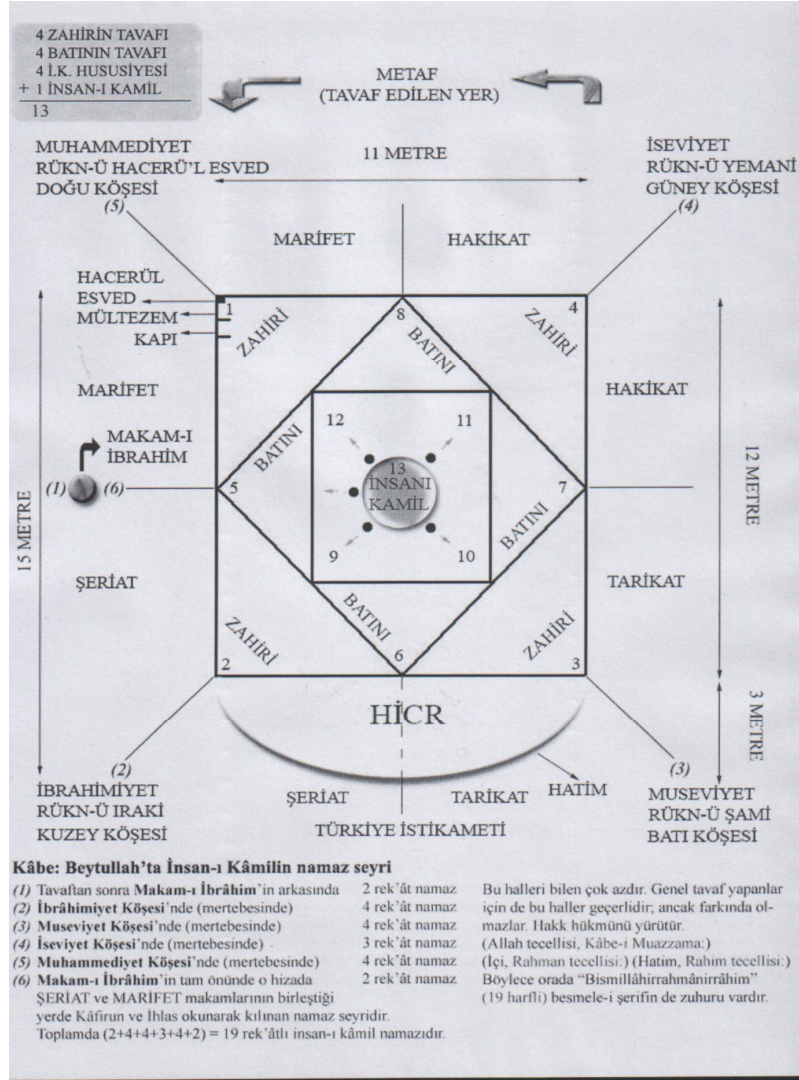 4 ZAHİRİN TAVAFI
4 BATININ TAVAFI
4 İ.K. HUSUSİYESİ
+ 1 İNSAN-I KAMİL
13
METAF
(TAVAF EDİLEN YER)
MUHAMMEDİYET
RÜKN-Ü HACERÜ'L ESVED
DOĞU KÖŞESİ
(5)
11 METRE
İSEVİYET
RÜKN-Ü YEMANİ
GÜNEY KÖŞESİ
(4)
MARİFET
HAKİKAT
HACERÜL
ESVED
MÜLTEZEM
KAPI
1
ZAHİRİ
8
BATINI
4
ZAHİRİ
MARİFET
HAKİKAT
MAKAM-I
İBRAHİM
(1)
(6)
5
BATINI
12
11
13
İNSANI
KAMİL
9
10
7
BATINI
12 METRE
15 METRE
ŞERİAT
TARİKAT
ZAHİRİ
2
BATINI
6
ZAHİRİ
3
HİCR
3 METRE
(2)
İBRAHİMİYET
RÜKN-Ü IRAKİ
KUZEY KÖŞESİ
ŞERİAT
TARİKAT
HATİM
TÜRKİYE İSTİKAMETİ
(3)
MUSEVİYET
RÜKN-Ü ŞAMİ
BATI KÖŞESİ
Kâbe: Beytullah'ta İnsan-ı Kâmilin namaz seyri
(1) Tavaftan sonra Makam-ı İbrâhim'in arkasında 2 rek'ât namaz
(2) İbrâhimiyet Köşesi'nde (mertebesinde) 4 rek'ât namaz
(3) Museviyet Köşesi'nde (mertebesinde) 4 rek'ât namaz
(4) İseviyet Köşesi'nde (mertebesinde) 3 rek'ât namaz
(5) Muhammediyet Köşesi'nde (mertebesinde) 4 rek'ât namaz
(6) Makam-ı İbrâhim'in tam önünde o hizada 2 rek'ât namaz
ŞERİAT ve MARİFET makamlarının birleştiği
yerde Kâfirun ve İhlas okunarak kılınan namaz seyridir.
Toplamda (2+4+4+3+4+2) = 19 rek'âtlı insan-ı kâmil namazıdır.
Bu halleri bilen çok azdır. Genel tavaf yapanlar
için de bu haller geçerlidir; ancak farkında ol-
mazlar. Hakk hükmünü yürütür.
(Allah tecellisi, Kâbe-i Muazzama:)
(İçi, Rahman tecellisi:) (Hatim, Rahim tecellisi:)
Böylece orada "Bismillâhirrahmânirrâhim"
(19 harfli) besmele-i şerifin de zuhuru vardır.